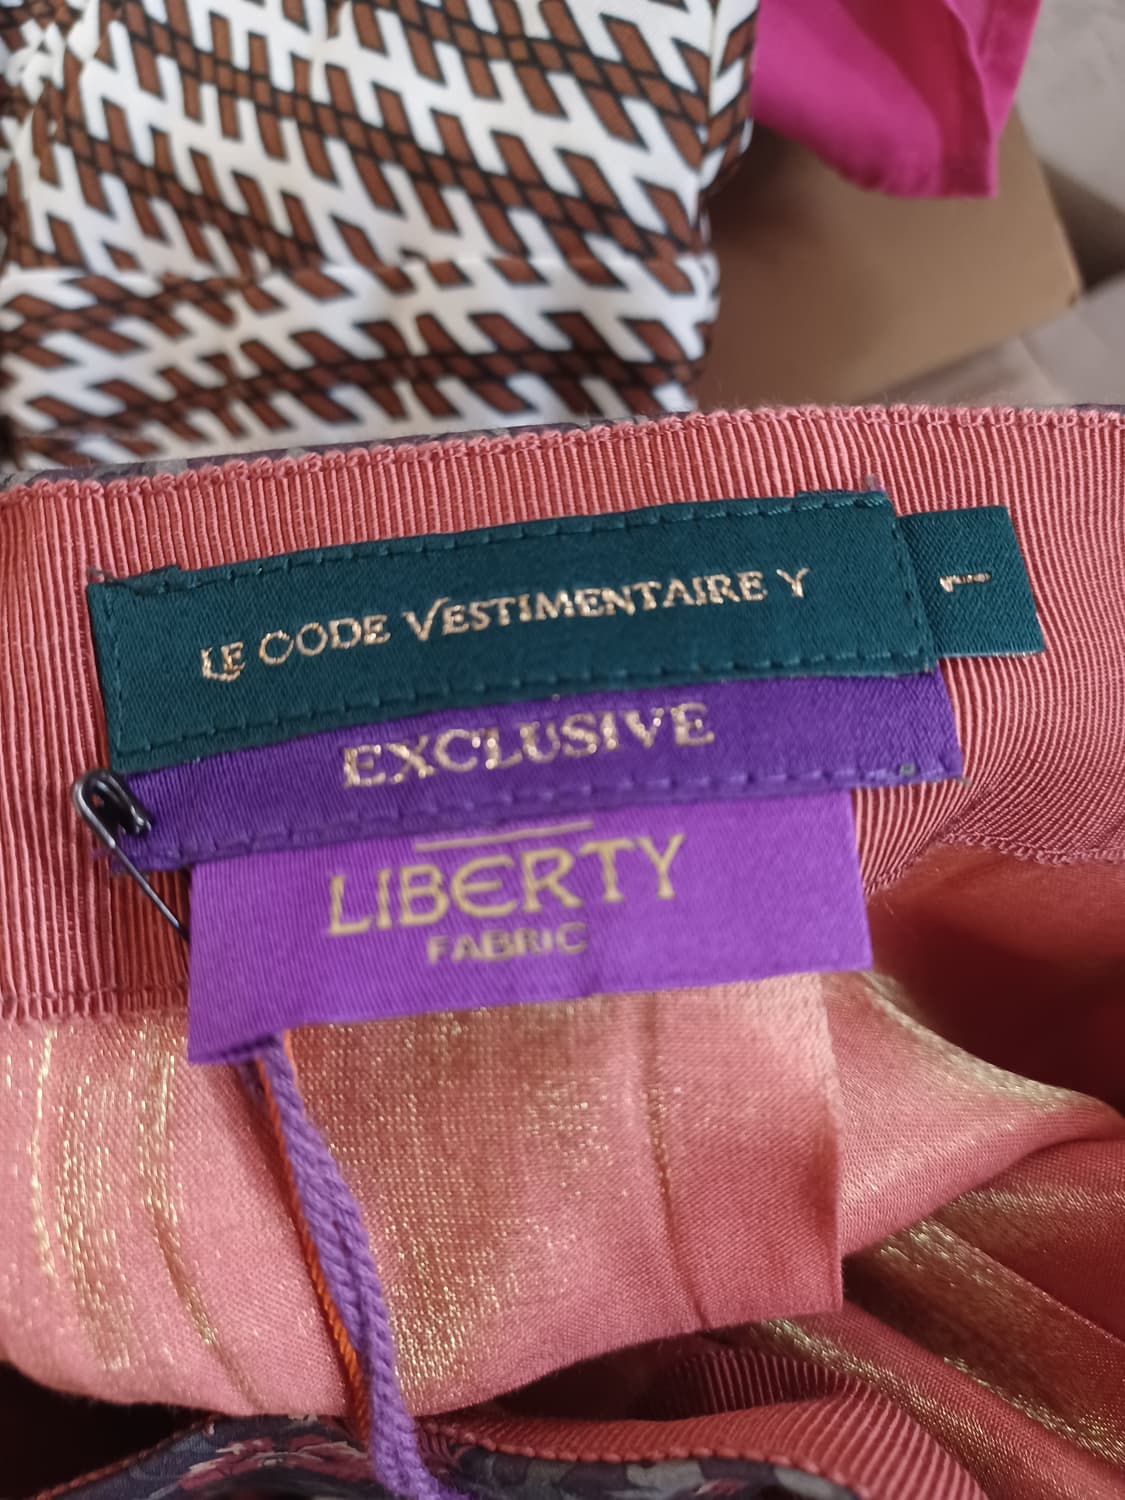 LE CODE VESTIMENTAIRE Y
1
EXCLUSIVE
LIBERTY
FABRIC